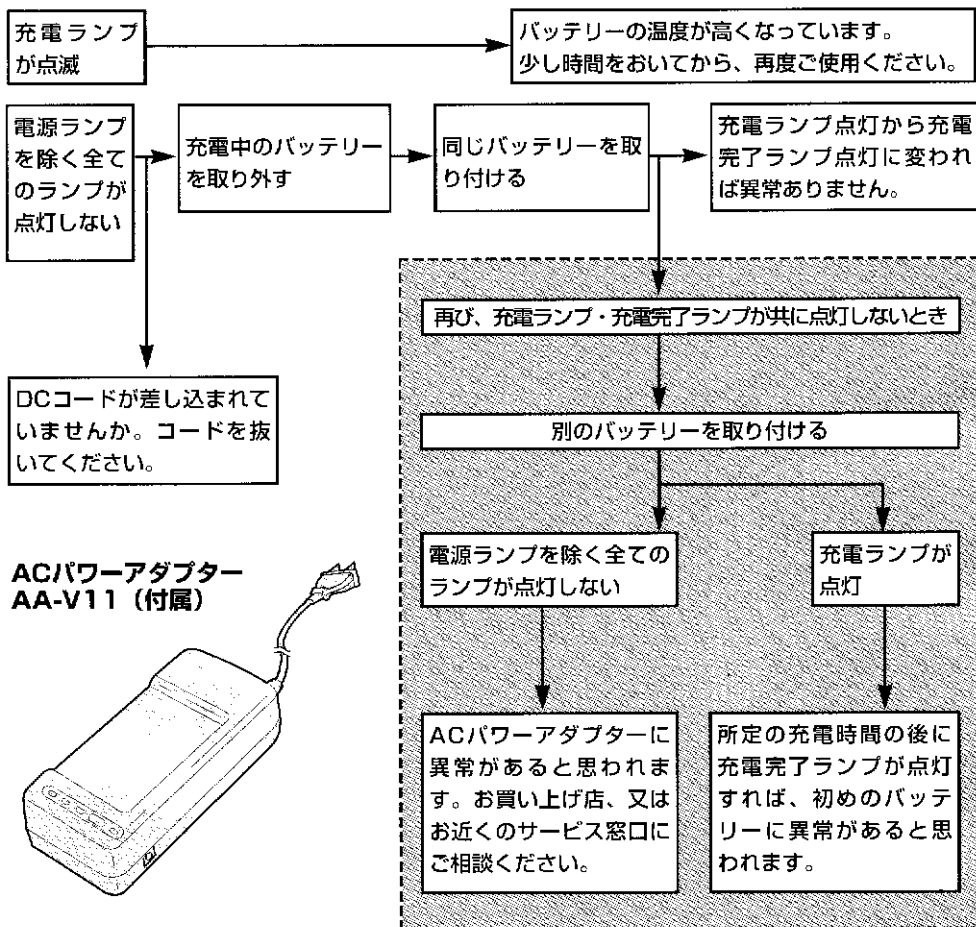 充電ランプ
が点滅
バッテリーの温度が高くなっています。
少し時間をおいてから、再度ご使用ください。
電源ランプ
を除く全て
のランプが
点灯しない
充電中のバッテリー
を取り外す
同じバッテリーを取
り付ける
充電ランプ点灯から充電
完了ランプ点灯に変われ
ば異常ありません。
再び、充電ランプ・充電完了ランプが共に点灯しないとき
DCコードが差し込まれて
いませんか。コードを抜
いてください。
別のバッテリーを取り付ける
電源ランプを除く全ての
ランプが点灯しない
充電ランプが
点灯
ACパワーアダプター
AA-V11（付属）
ACパワーアダプターに
異常があると思われま
す。お買い上げ店、又は
お近くのサービス窓口に
ご相談ください。
所定の充電時間の後に
充電完了ランプが点灯
すれば、初めのバッテ
リーに異常があると思
われます。